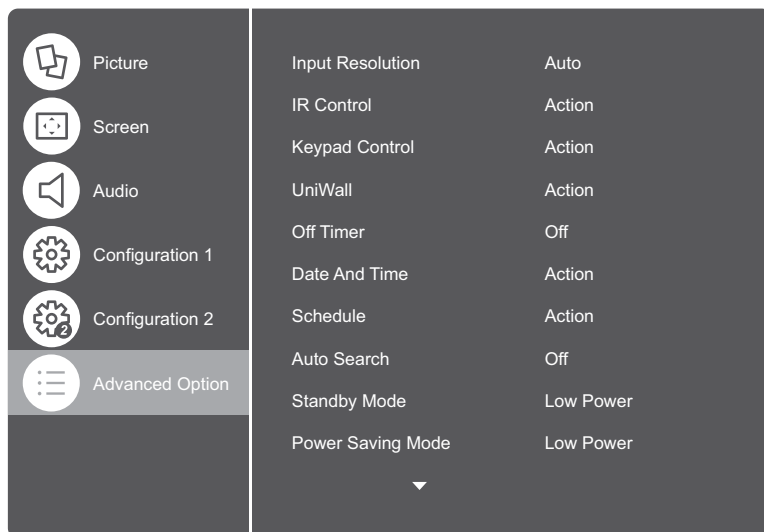 Picture
Screen
Audio
Configuration 1
Configuration 2
2
Advanced Option
Input Resolution Auto
IR Control Action
Keypad Control Action
UniWall Action
Off Timer Off
Date And Time Action
Schedule Action
Auto Search Off
Standby Mode Low Power
Power Saving Mode Low Power